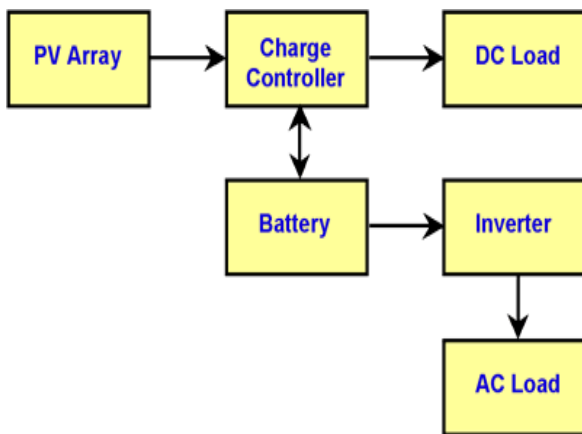 PV Array
Charge
Controller
DC Load
Battery
Inverter
AC Load